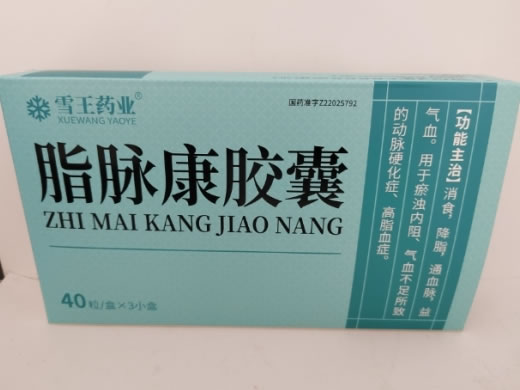 雪王药业®
XUEWANG YAOYE
国药准字Z22025792
脂脉康胶囊
ZHI MAI KANG JIAO NANG
40粒/盒×3小盒
【功能主治】消食，降脂，通血脉，益
气血。用于瘀浊内阻、气血不足所致
的动脉硬化症、高脂血症。